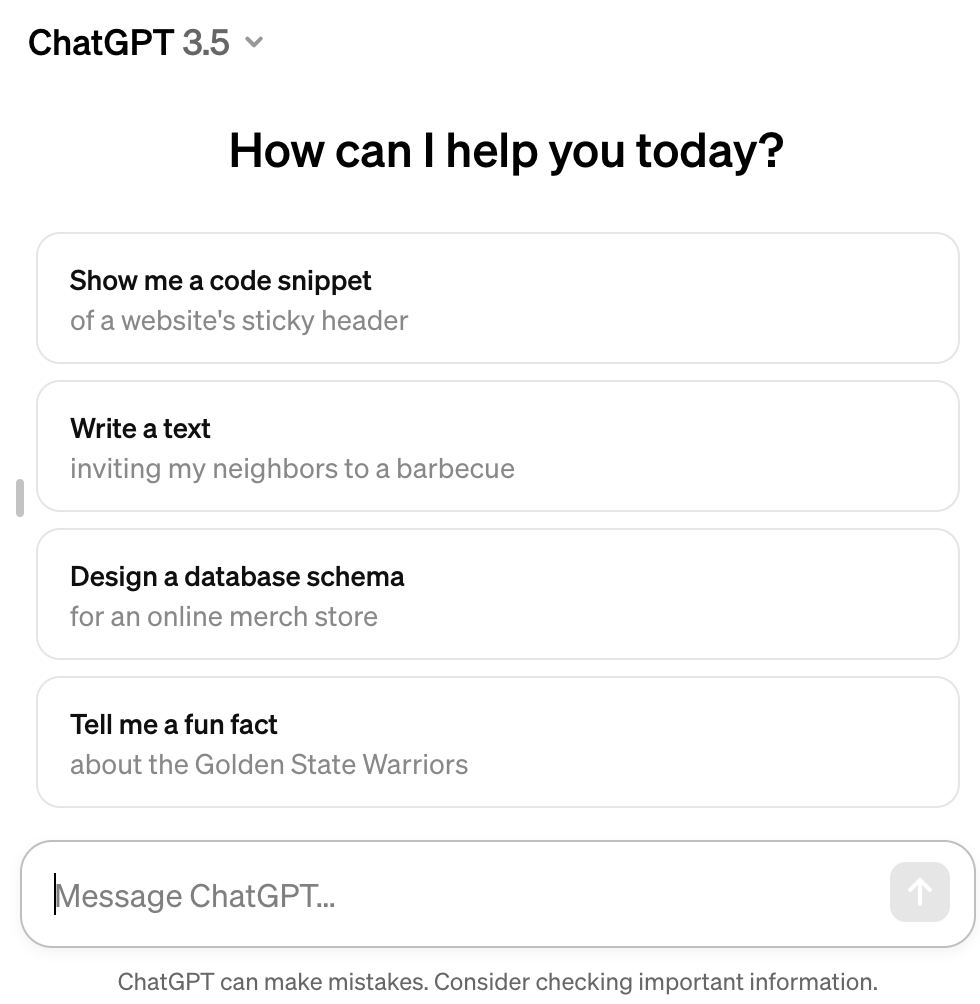 ChatGPT 3.5
How can I help you today?
Show me a code snippet
of a website's sticky header
Write a text
inviting my neighbors to a barbecue
Design a database schema
for an online merch store
Tell me a fun fact
about the Golden State Warriors
Message ChatGPT...
ChatGPT can make mistakes. Consider checking important information.